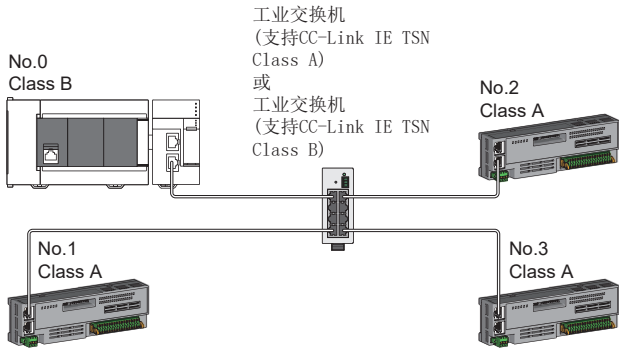 工业交换机
(支持CC-Link IE TSN
Class A)
或
工业交换机
(支持CC-Link IE TSN
Class B)
No.0
Class B
No.2
Class A
No.1
Class A
No.3
Class A